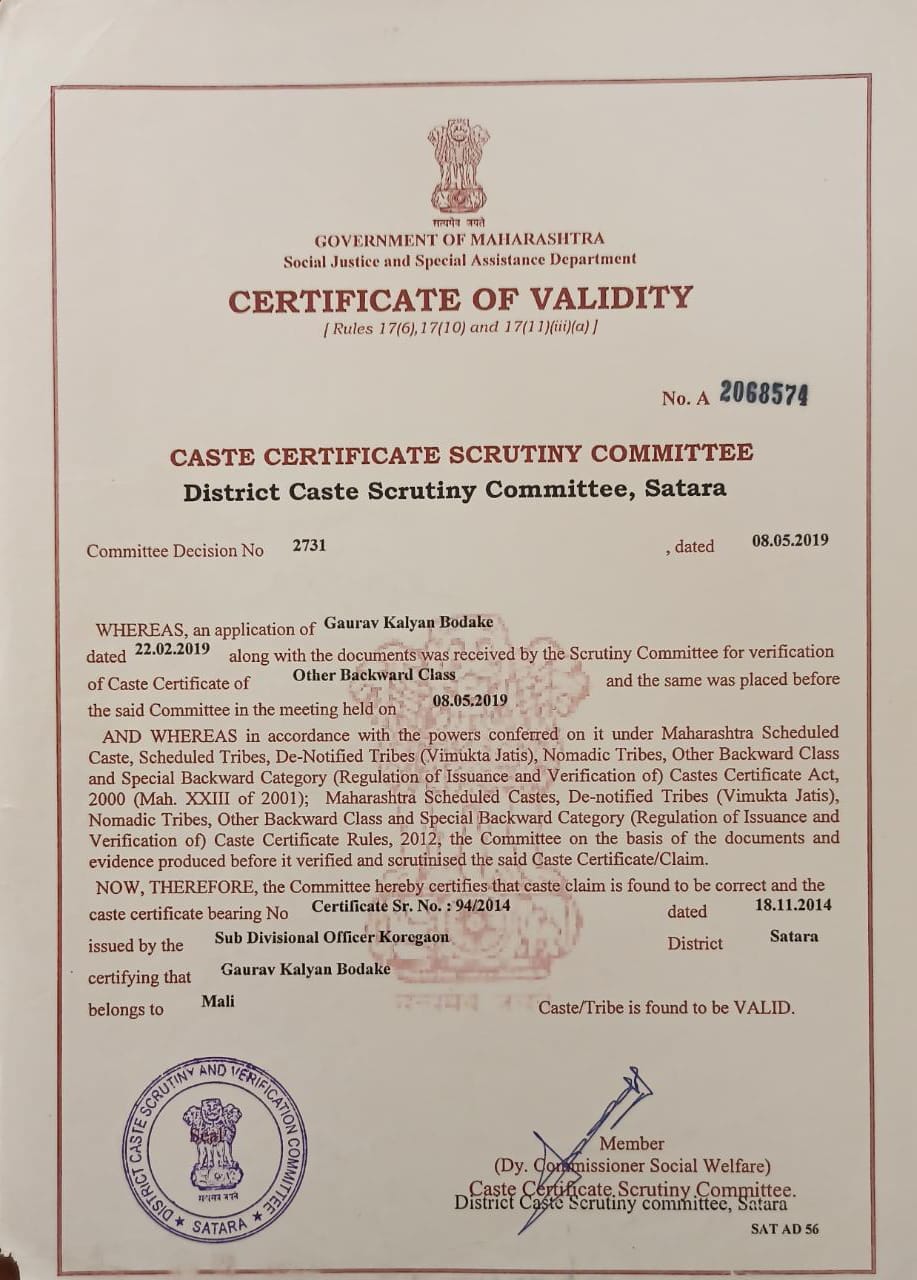 सत्यमेव जयते
GOVERNMENT OF MAHARASHTRA
Social Justice and Special Assistance Department
CERTIFICATE OF VALIDITY
[ Rules 17(6),17(10) and 17(11)(iii)(a) ]
No. A 2068574
CASTE CERTIFICATE SCRUTINY COMMITTEE
District Caste Scrutiny Committee, Satara
Committee Decision No 2731 , dated 08.05.2019
WHEREAS, an application of Gaurav Kalyan Bodake
dated 22.02.2019 along with the documents was received by the Scrutiny Committee for verification
of Caste Certificate of Other Backward Class and the same was placed before
the said Committee in the meeting held on 08.05.2019
AND WHEREAS in accordance with the powers conferred on it under Maharashtra Scheduled
Caste, Scheduled Tribes, De-Notified Tribes (Vimukta Jatis), Nomadic Tribes, Other Backward Class
and Special Backward Category (Regulation of Issuance and Verification of) Castes Certificate Act,
2000 (Mah. XXIII of 2001); Maharashtra Scheduled Castes, De-notified Tribes (Vimukta Jatis),
Nomadic Tribes, Other Backward Class and Special Backward Category (Regulation of Issuance and
Verification of) Caste Certificate Rules, 2012, the Committee on the basis of the documents and
evidence produced before it verified and scrutinised the said Caste Certificate/Claim.
NOW, THEREFORE, the Committee hereby certifies that caste claim is found to be correct and the
caste certificate bearing No Certificate Sr. No. : 94/2014 dated 18.11.2014
issued by the Sub Divisional Officer Koregaon District Satara
certifying that Gaurav Kalyan Bodake
belongs to Mali Caste/Tribe is found to be VALID.
सत्यमेव जयते
DISTRICT CASTE SCRUTINY AND VERIFICATION COMMITTEE
★ SATARA ★
Seal
सत्यमेव जयते
Member
(Dy. Commissioner Social Welfare)
Caste Certificate Scrutiny Committee.
District Caste Scrutiny committee, Satara
SAT AD 56